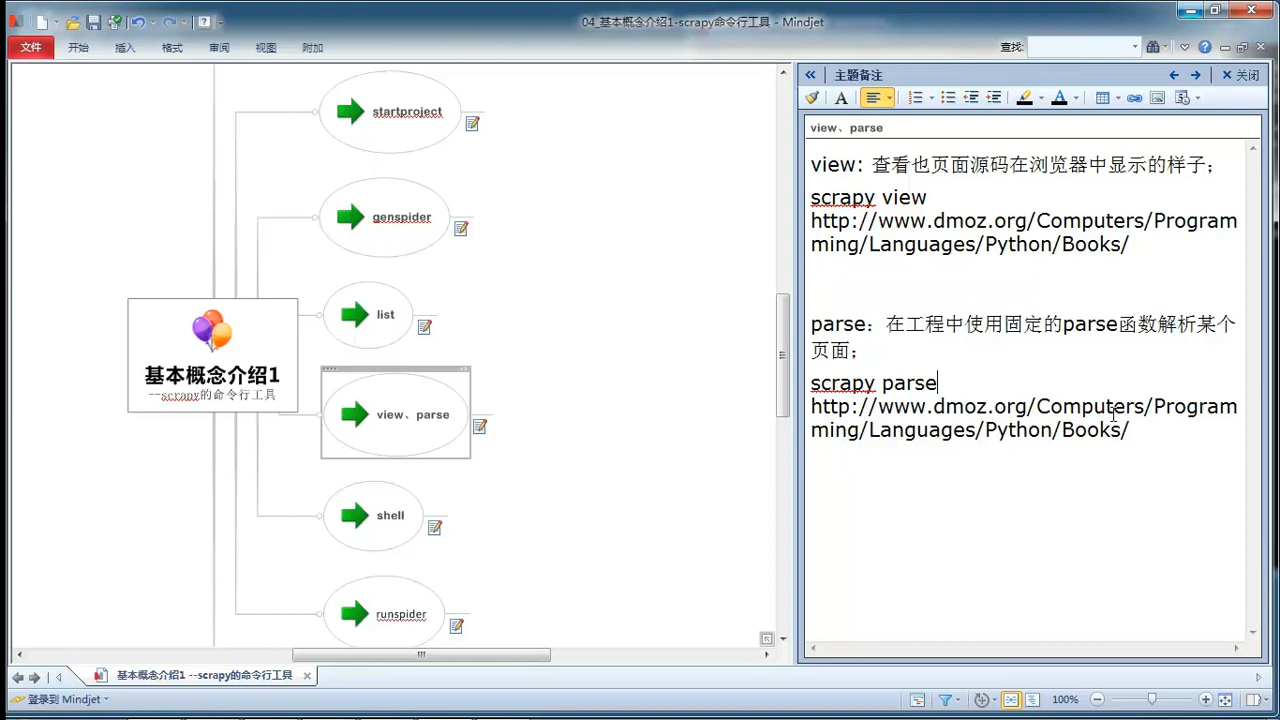 04_基本概念介绍1-scrapy命令行工具 - Mindjet
文件
开始
插入
格式
审阅
视图
附加
查找:
startproject
genspider
list
基本概念介绍1
--scrapy的命令行工具
view、parse
shell
runspider
主题备注
关闭
view、parse
view: 查看也页面源码在浏览器中显示的样子；
scrapy view
http://www.dmoz.org/Computers/Program
ming/Languages/Python/Books/
parse：在工程中使用固定的parse函数解析某个
页面；
scrapy parse
http://www.dmoz.org/Computers/Program
ming/Languages/Python/Books/
基本概念介绍1 --scrapy的命令行工具
登录到 Mindjet
100%